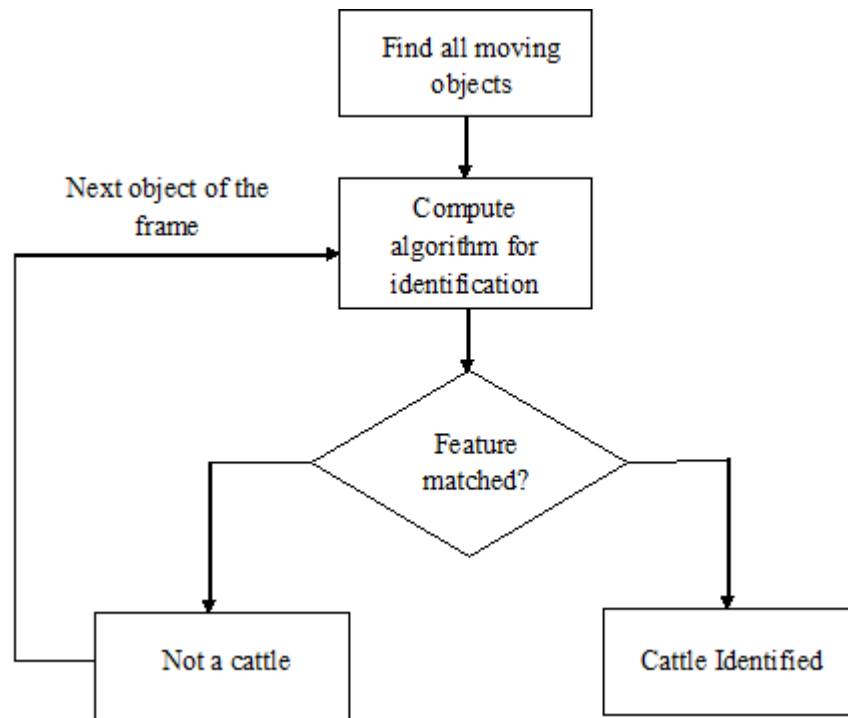 Find all moving
objects
Next object of the
frame
Compute
algorithm for
identification
Feature
matched?
Not a cattle
Cattle Identified